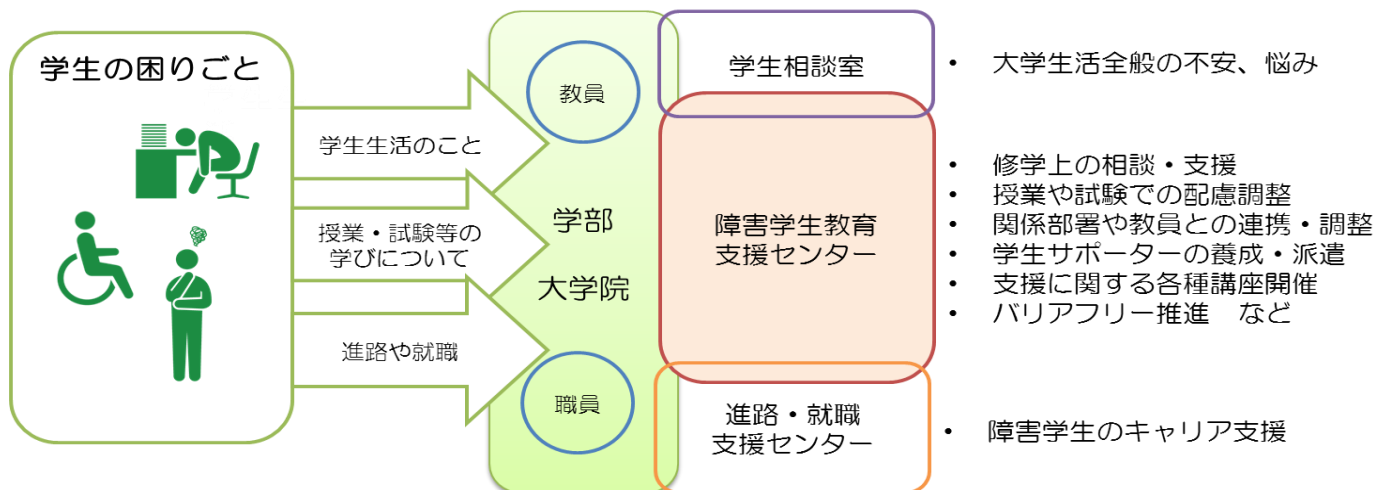 学生の困りごと
学生生活のこと
授業・試験等の
学びについて
進路や就職
教員
学部
大学院
職員
学生相談室
障害学生教育
支援センター
進路・就職
支援センター
• 大学生活全般の不安、悩み
• 修学上の相談・支援
• 授業や試験での配慮調整
• 関係部署や教員との連携・調整
• 学生サポーターの養成・派遣
• 支援に関する各種講座開催
• バリアフリー推進　など
• 障害学生のキャリア支援